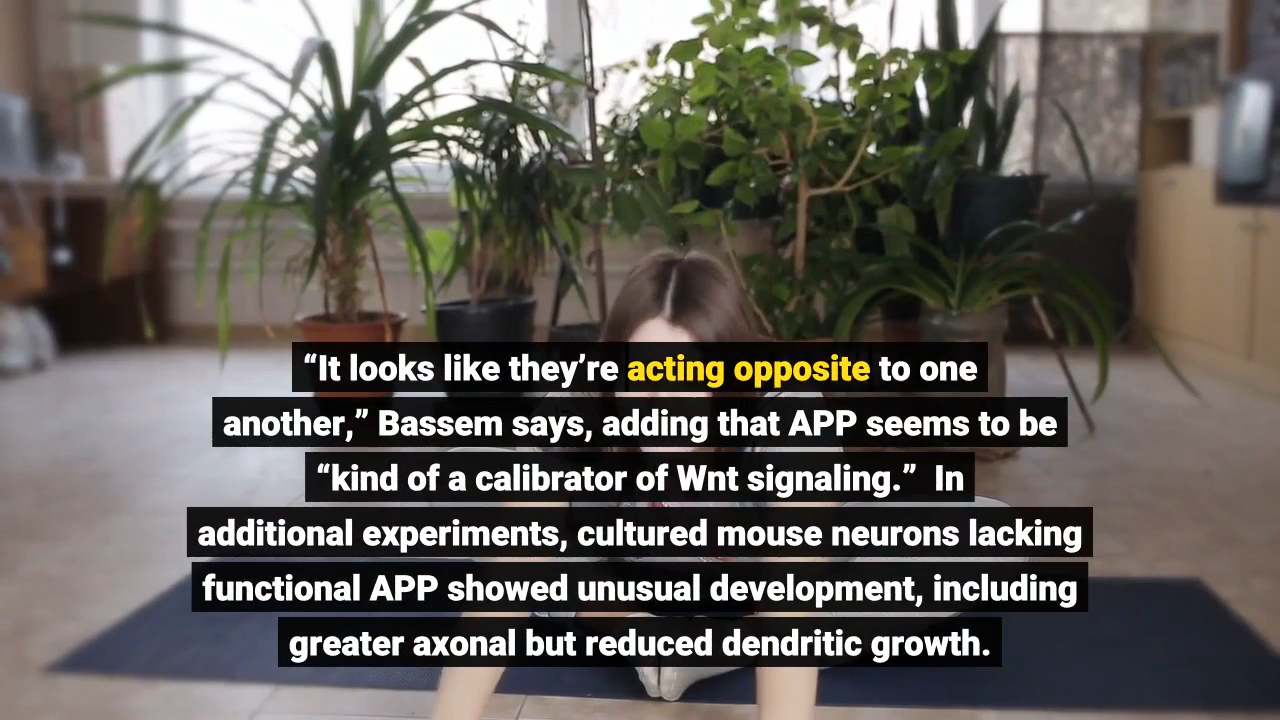 “It looks like they’re acting opposite to one
another,” Bassem says, adding that APP seems to be
“kind of a calibrator of Wnt signaling.”  In
additional experiments, cultured mouse neurons lacking
functional APP showed unusual development, including
greater axonal but reduced dendritic growth.